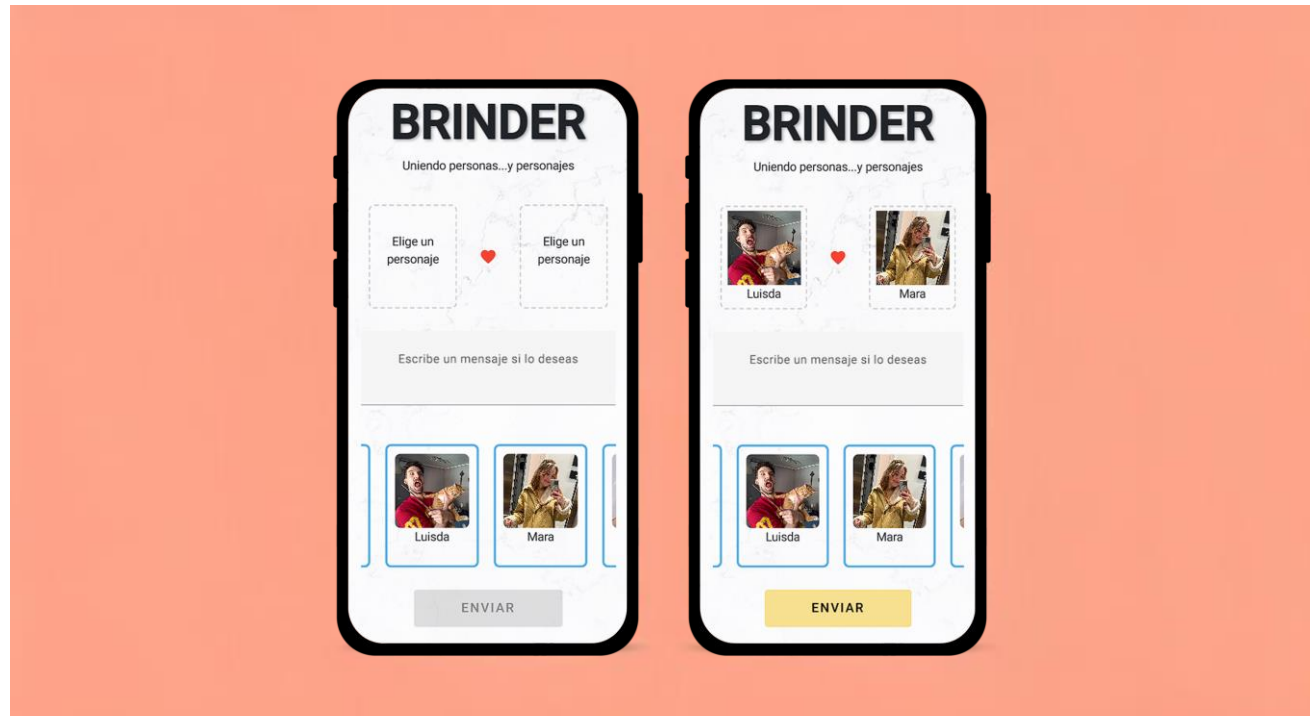 BRINDER
Uniendo personas...y personajes
Elige un
personaje
Elige un
personaje
Escribe un mensaje si lo deseas
Luisda
Mara
ENVIAR
BRINDER
Uniendo personas...y personajes
Luisda
Mara
Escribe un mensaje si lo deseas
Luisda
Mara
ENVIAR